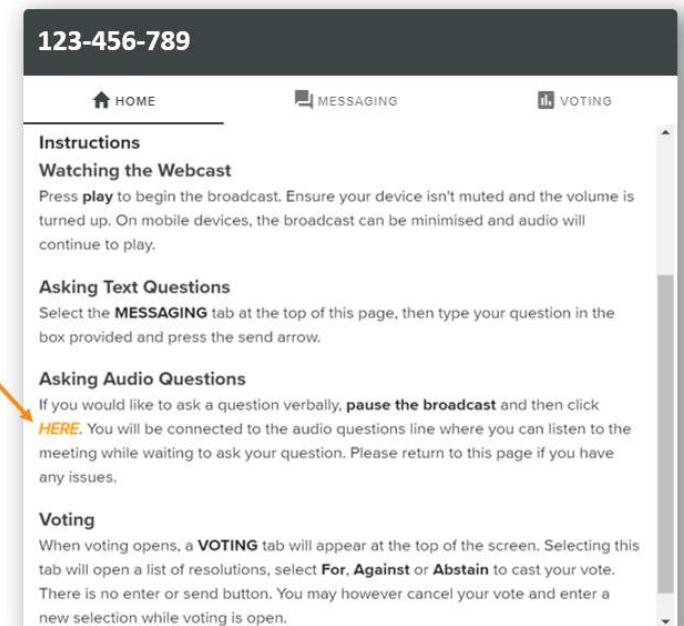 123-456-789
HOME MESSAGING VOTING
Instructions
Watching the Webcast
Press play to begin the broadcast. Ensure your device isn't muted and the volume is
turned up. On mobile devices, the broadcast can be minimised and audio will
continue to play.
Asking Text Questions
Select the MESSAGING tab at the top of this page, then type your question in the
box provided and press the send arrow.
Asking Audio Questions
If you would like to ask a question verbally, pause the broadcast and then click
HERE. You will be connected to the audio questions line where you can listen to the
meeting while waiting to ask your question. Please return to this page if you have
any issues.
Voting
When voting opens, a VOTING tab will appear at the top of the screen. Selecting this
tab will open a list of resolutions, select For, Against or Abstain to cast your vote.
There is no enter or send button. You may however cancel your vote and enter a
new selection while voting is open.